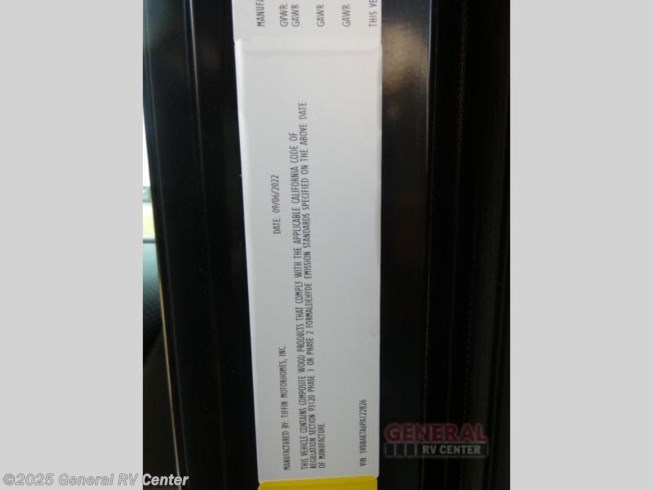 MANUFA
GVWR:
GAWR
GAWR
GAWR
THIS VE
MANUFACTURED BY: TIFFIN MOTORHOMES, INC. DATE: 09/06/2022
THIS VEHICLE CONTAINS COMPOSITE WOOD PRODUCTS THAT COMPLY WITH THE APPLICABLE CALIFORNIA CODE OF
REGULATION SECTION 93120 PHASE 1 OR PHASE 2 FORMALDEHYDE EMISSION STANDARDS SPECIFIED ON THE ABOVE DATE
OF MANUFACTURE.
VIN:
GENERAL
RV CENTER
©2025 General RV Center